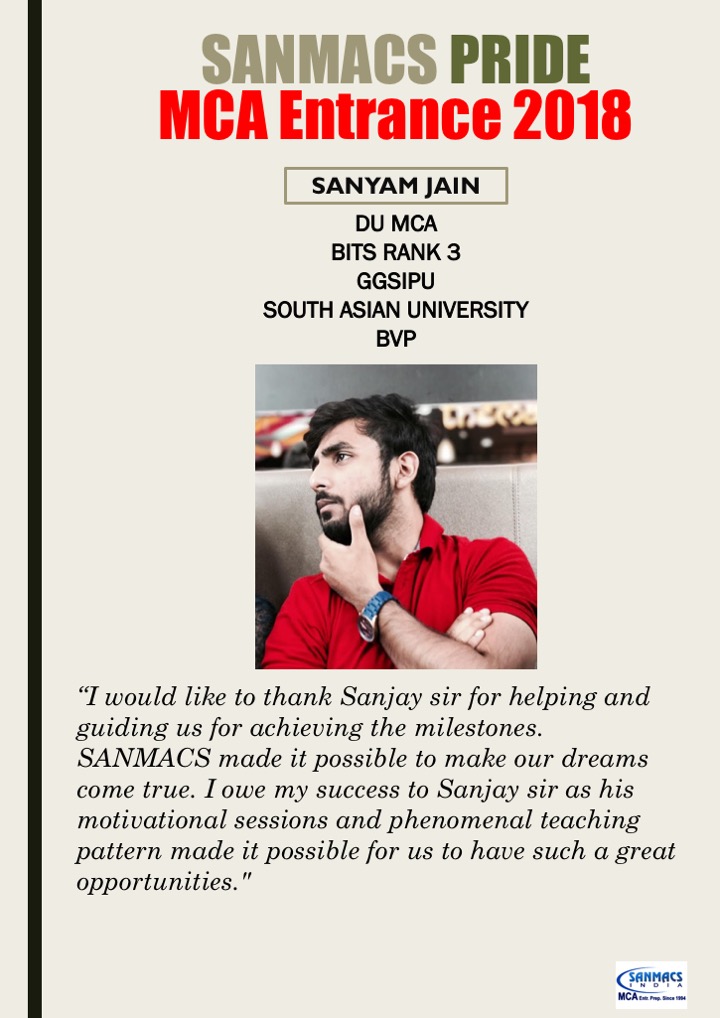 SANMACS PRIDE
MCA Entrance 2018
SANYAM JAIN
DU MCA
BITS RANK 3
GGSIPU
SOUTH ASIAN UNIVERSITY
BVP
“I would like to thank Sanjay sir for helping and
guiding us for achieving the milestones.
SANMACS made it possible to make our dreams
come true. I owe my success to Sanjay sir as his
motivational sessions and phenomenal teaching
pattern made it possible for us to have such a great
opportunities."
SANMACS
INDIA
MCA Entr. Prep. Since 1994